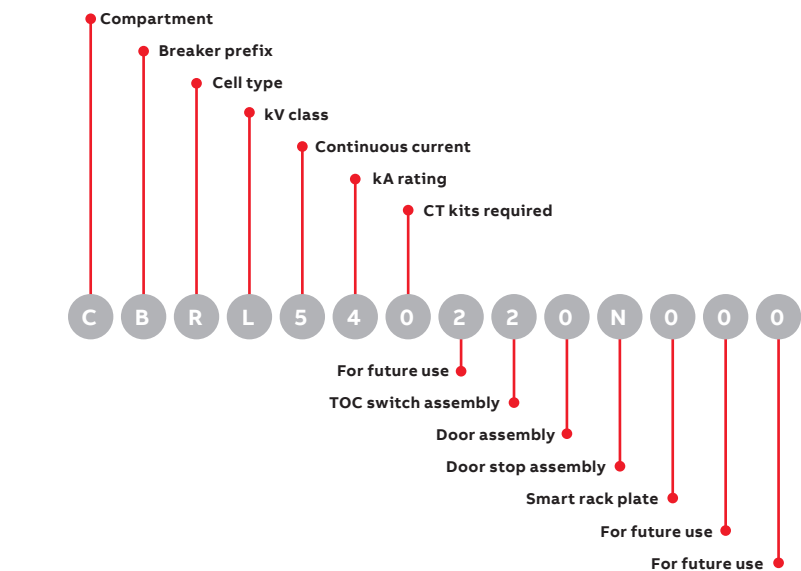 Compartment
Breaker prefix
Cell type
kV class
Continuous current
kA rating
CT kits required
C B R L 5 4 0 2 2 0 N 0 0 0
For future use
TOC switch assembly
Door assembly
Door stop assembly
Smart rack plate
For future use
For future use